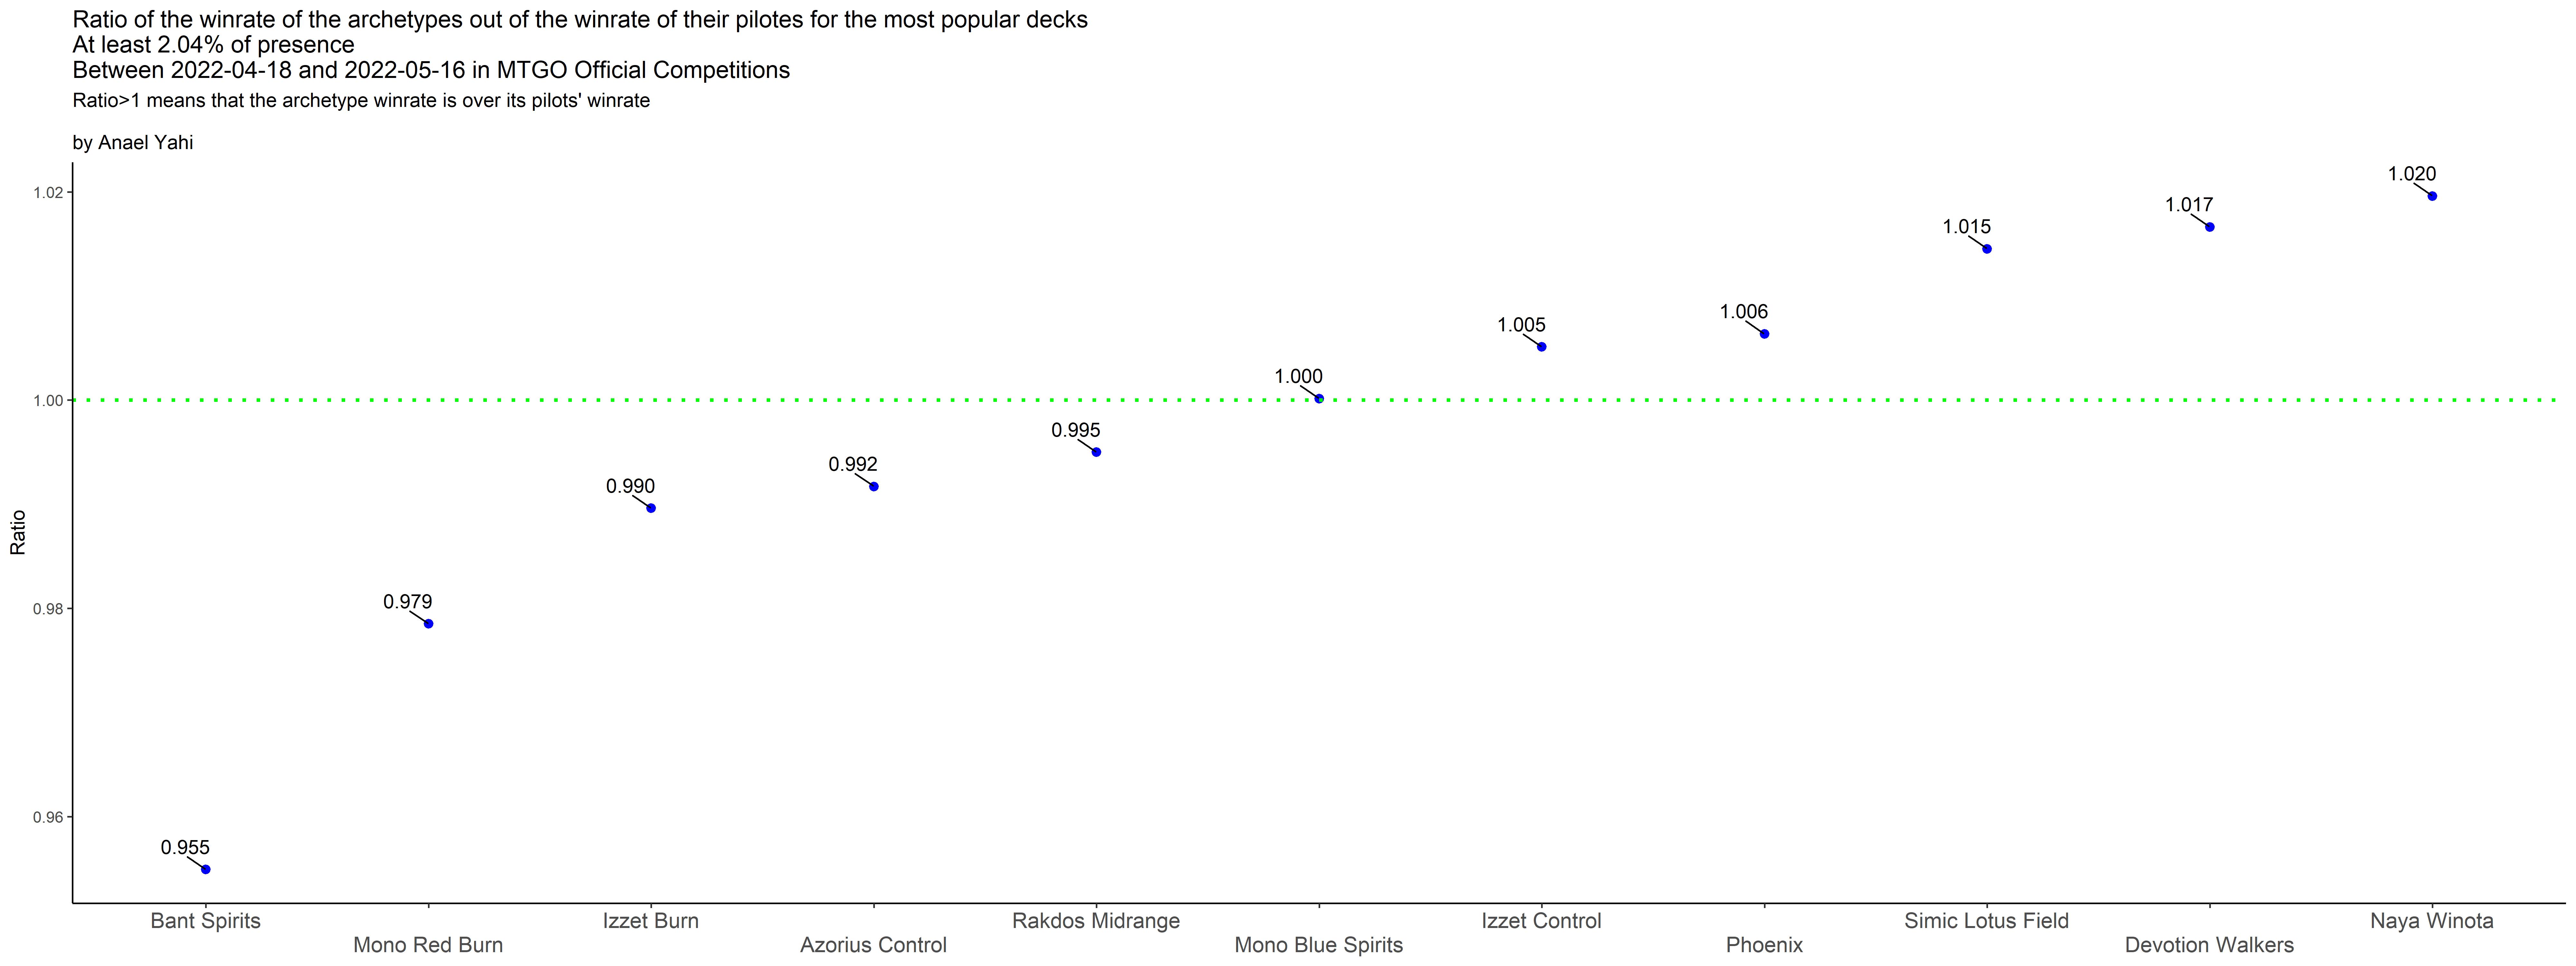 Ratio of the winrate of the archetypes out of the winrate of their pilotes for the most popular decks
At least 2.04% of presence
Between 2022-04-18 and 2022-05-16 in MTGO Official Competitions
Ratio>1 means that the archetype winrate is over its pilots' winrate
by Anael Yahi
1.02
1.00
0.98
0.96
Ratio
0.955
0.979
0.990
0.992
0.995
1.000
1.005
1.006
1.015
1.017
1.020
Bant Spirits
Mono Red Burn
Izzet Burn
Azorius Control
Rakdos Midrange
Mono Blue Spirits
Izzet Control
Phoenix
Simic Lotus Field
Devotion Walkers
Naya Winota